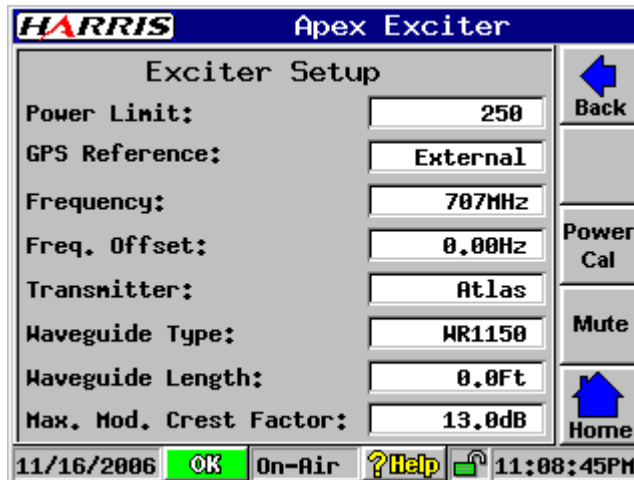 HARRIS Apex Exciter
Exciter Setup
Power Limit: 250
GPS Reference: External
Frequency: 707MHz
Freq. Offset: 0.00Hz
Transmitter: Atlas
Waveguide Type: WR1150
Waveguide Length: 0.0Ft
Max. Mod. Crest Factor: 13.0dB
Back
Power
Cal
Mute
Home
11/16/2006 OK On-Air ?Help 11:08:45PM